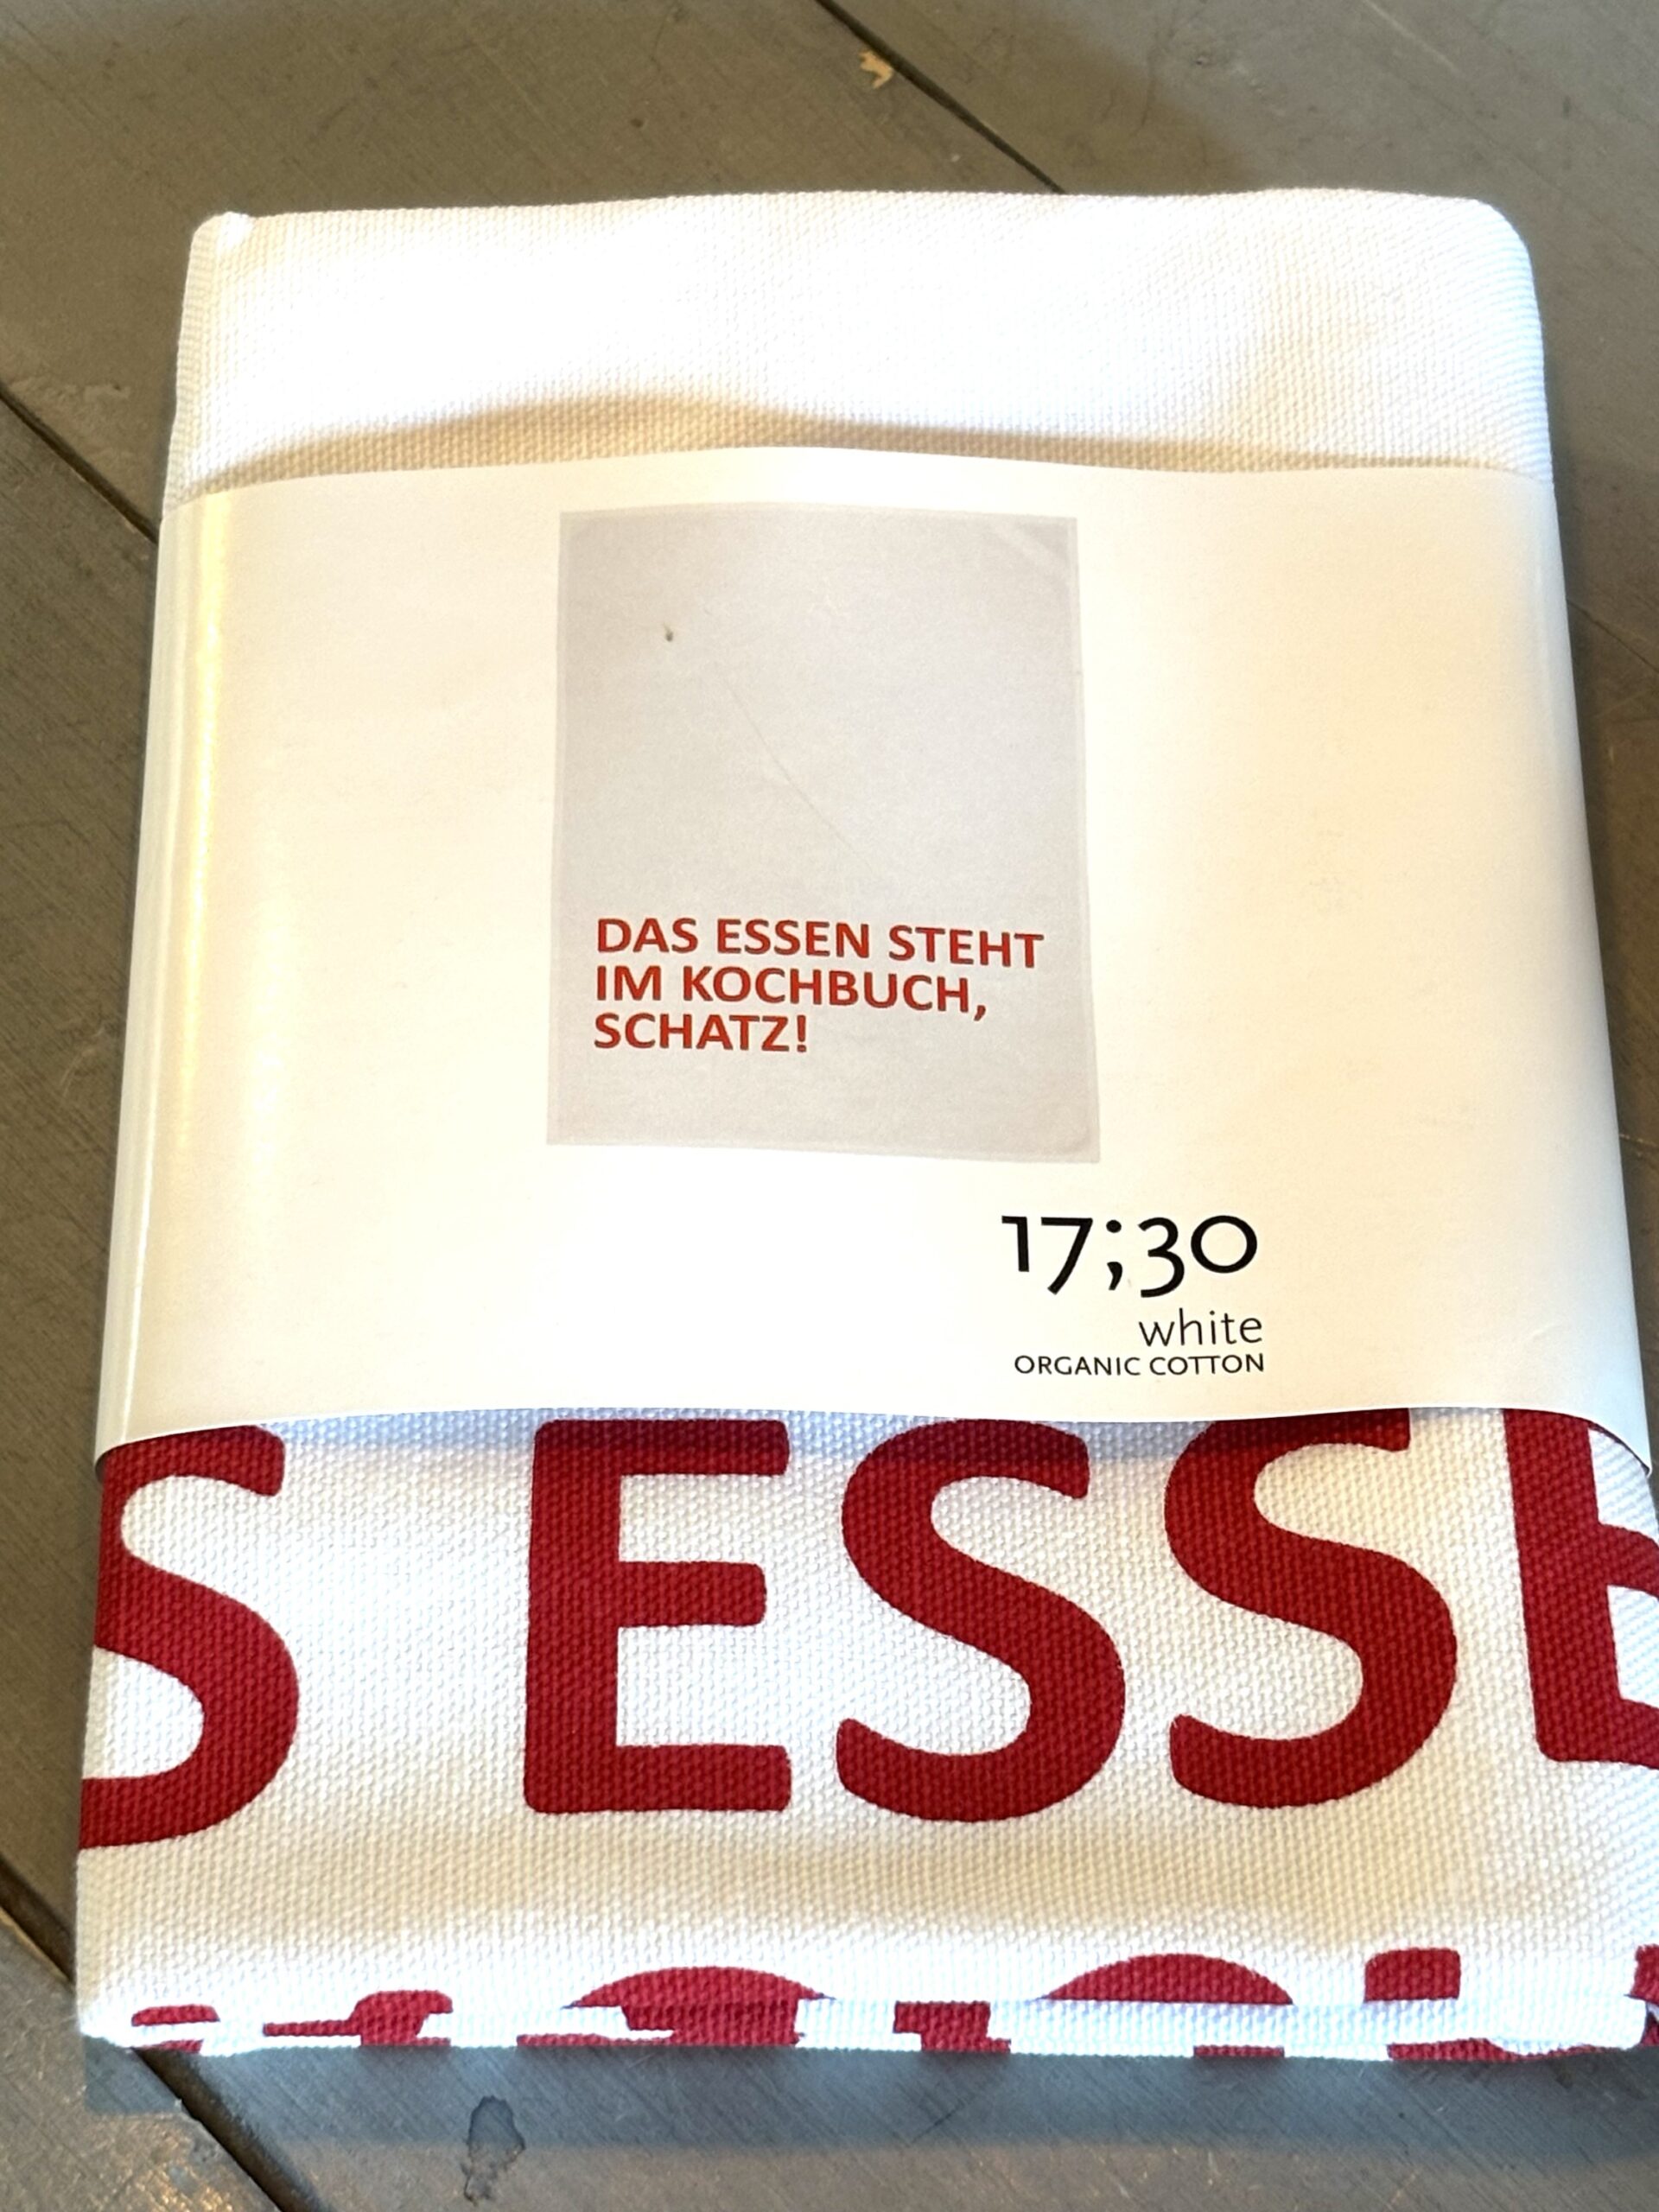 DAS ESSEN STEHT
IM KOCHBUCH,
SCHATZ!
17;30
white
ORGANIC COTTON
S ESSE